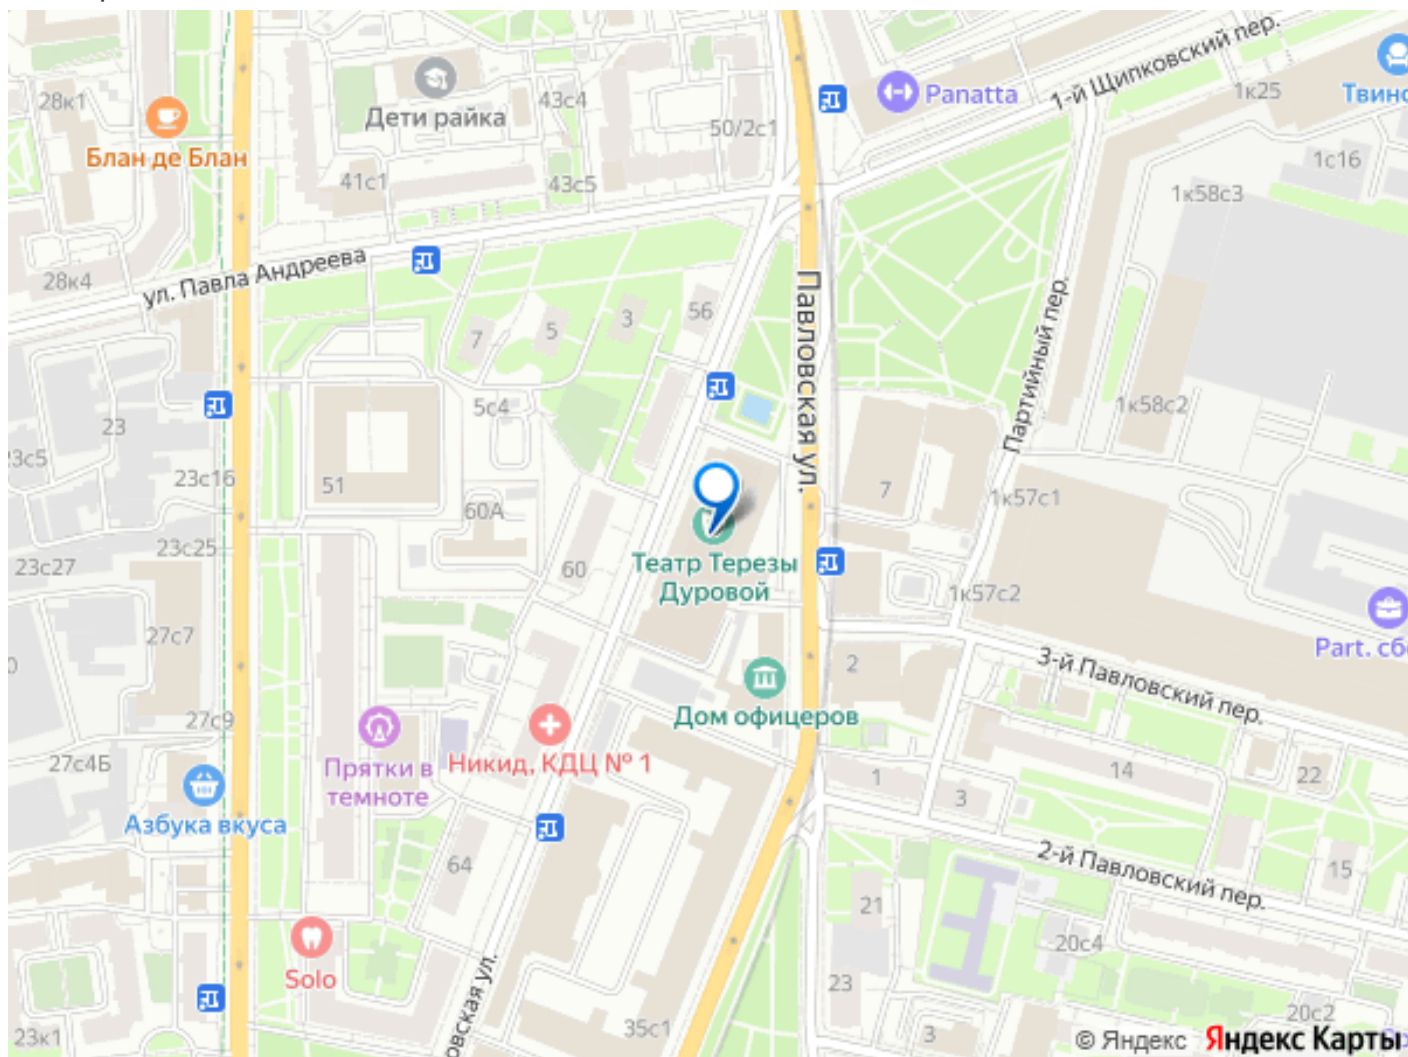 28к1
Блан де Блан
Дети райка
43с4
50/2с1
Panatta
1-й Щипковский пер.
1к25
1с16
41с1
43с5
1к58с3
28к4
ул. Павла Андреева
Павловская ул.
Партийный пер.
7
5
3
56
5с4
1к58с2
23
23с16
51
60А
7
1к57с1
23с25
23с27
60
Театр Терезы
Дуровой
1к57с2
27с7
2
3-й Павловский пер.
27с9
Дом офицеров
27с4Б
Прятки в
темноте
Никид, КДЦ № 1
1
3
14
22
Азбука вкуса
64
2-й Павловский пер.
15
21
20с4
Solo
23
23к1
35с1
3
20с2
© Яндекс Яндекс Карты